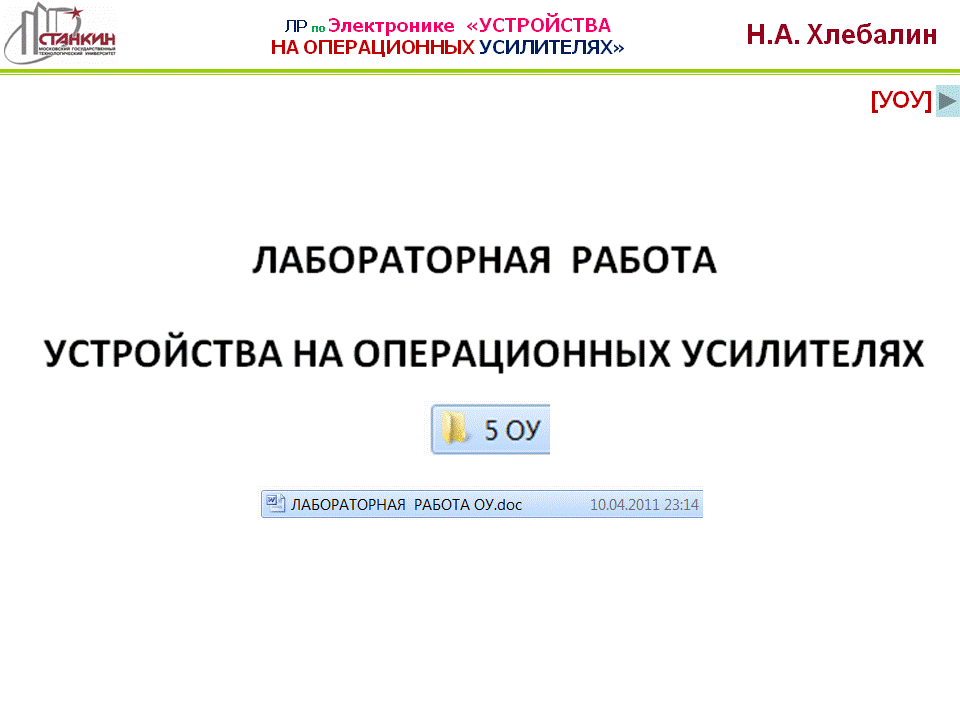 СТАНКИН
МОСКОВСКИЙ ГОСУДАРСТВЕННЫЙ
ТЕХНОЛОГИЧЕСКИЙ УНИВЕРСИТЕТ
ЛР по Электронике «УСТРОЙСТВА
НА ОПЕРАЦИОННЫХ УСИЛИТЕЛЯХ»
Н.А. Хлебалин
[УОУ]
ЛАБОРАТОРНАЯ РАБОТА
УСТРОЙСТВА НА ОПЕРАЦИОННЫХ УСИЛИТЕЛЯХ
5 ОУ
ЛАБОРАТОРНАЯ РАБОТА ОУ.doc 10.04.2011 23:14